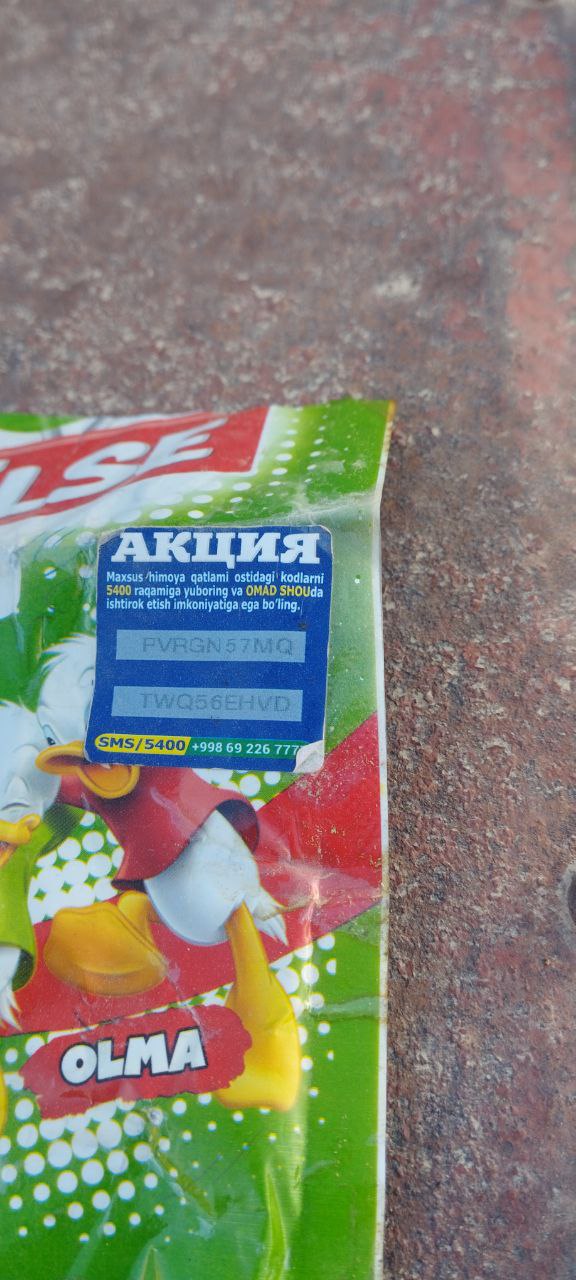 LSE
АКЦИЯ
Maxsus himoya qatlami ostidagi kodlarni
5400 raqamiga yuboring va OMAD SHOUda
ishtirok etish imkoniyatiga ega bo'ling.
PVRGN57MQ
TWQ56EHVD
SMS/5400 +998 69 226 777
OLMA